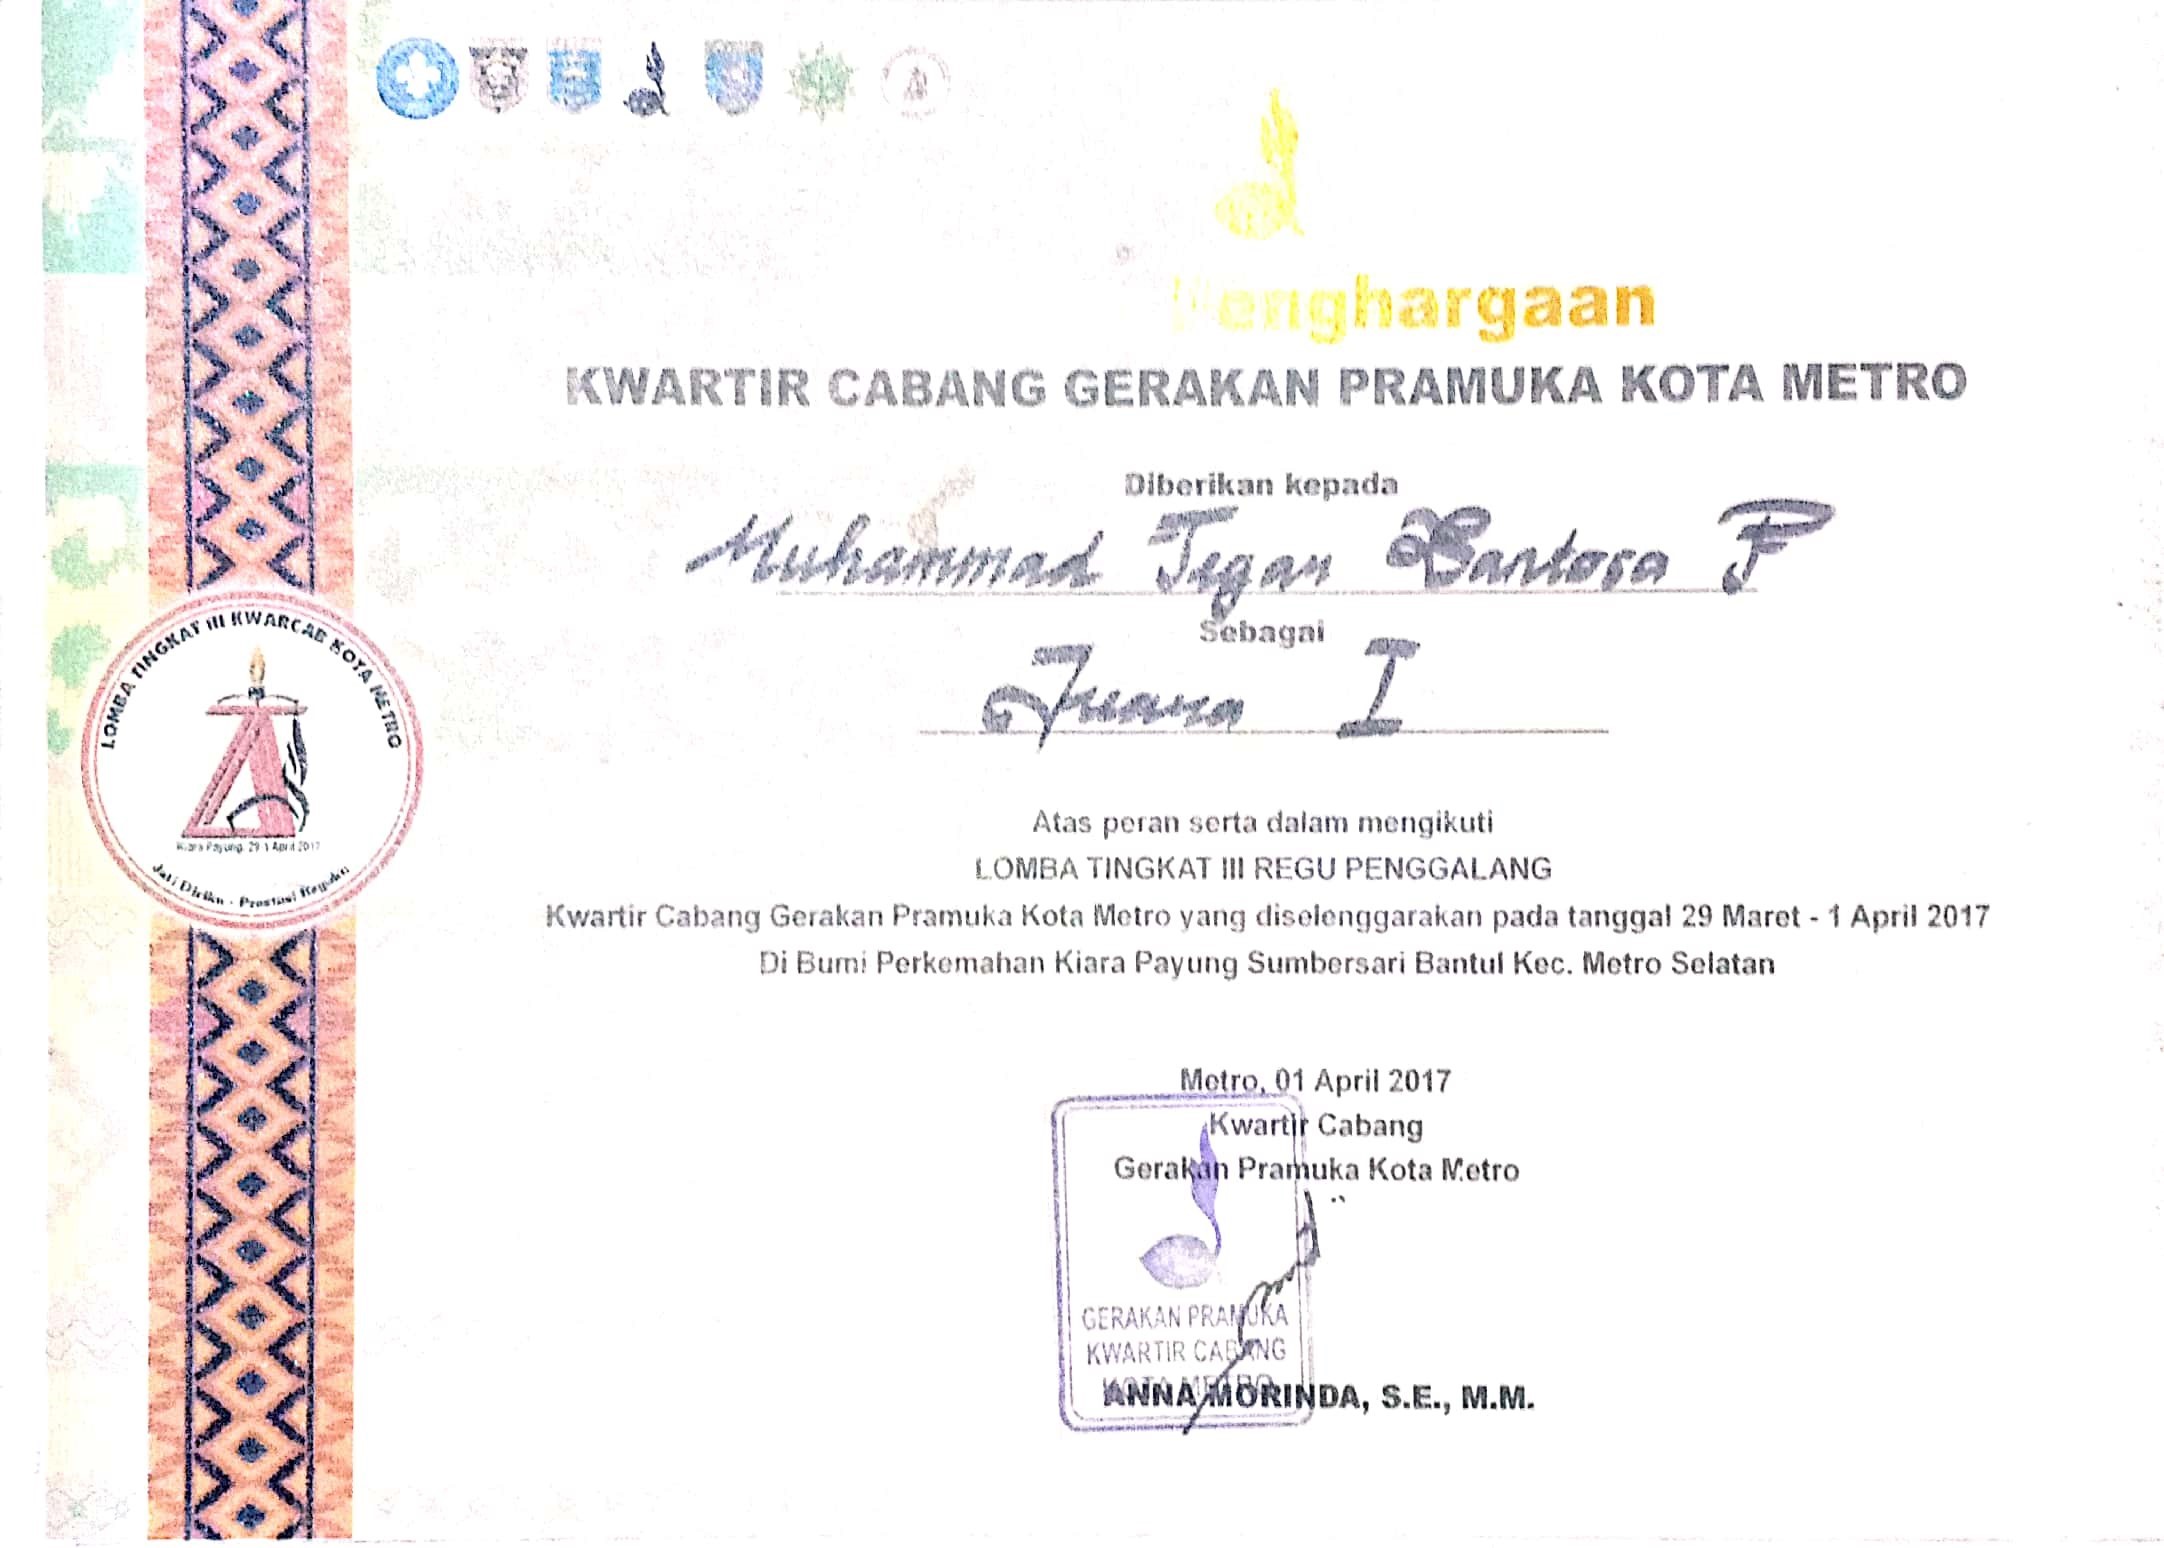 Penghargaan
KWARTIR CABANG GERAKAN PRAMUKA KOTA METRO
Diberikan kepada
Muhammad Tegar Santosa P
Sebagai
Juara I
LOMBA TINGKAT III KWARCAB KOTA METRO
Kiara Payung, 29-1 April 2017
Jati Diriku - Prestasi Reguku
Atas peran serta dalam mengikuti
LOMBA TINGKAT III REGU PENGGALANG
Kwartir Cabang Gerakan Pramuka Kota Metro yang diselenggarakan pada tanggal 29 Maret - 1 April 2017
Di Bumi Perkemahan Kiara Payung Sumbersari Bantul Kec. Metro Selatan
Metro, 01 April 2017
Kwartir Cabang
Gerakan Pramuka Kota Metro
GERAKAN PRAMUKA
KWARTIR CABANG
KOTA METRO
ANNA MORINDA, S.E., M.M.